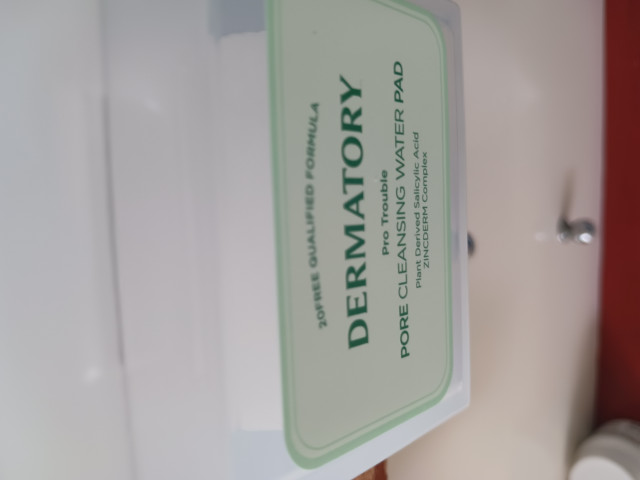 20FREE QUALIFIED FORMULA
DERMATORY
Pro Trouble
PORE CLEANSING WATER PAD
Plant Derived Salicylic Acid
ZINCDERM Complex